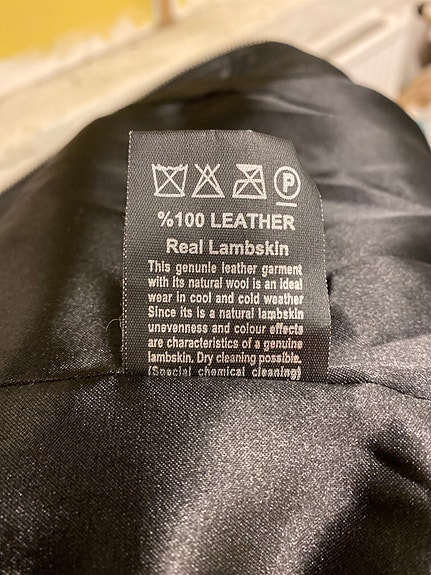 P
%100 LEATHER
Real Lambskin
This genunie leather garment
with its natural wool is an ideal
wear in cool and cold weather
Since its is a natural lambskin
unevenness and colour effects
are characteristics of a genuine
lambskin. Dry cleaning possible.
(Special chemical cleaning)